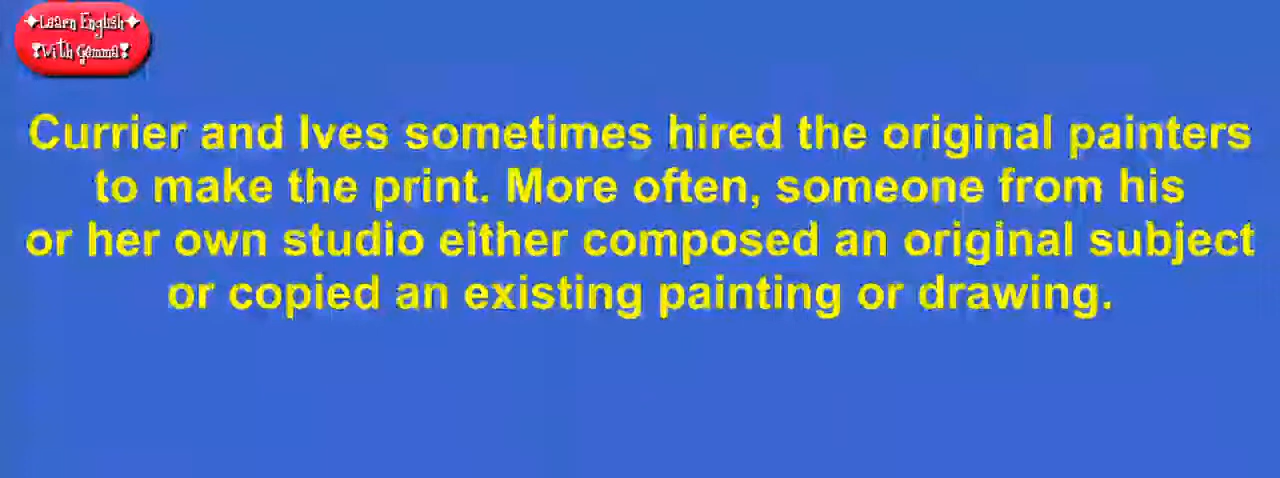 Learn English
With Gemma
Currier and Ives sometimes hired the original painters
to make the print. More often, someone from his
or her own studio either composed an original subject
or copied an existing painting or drawing.